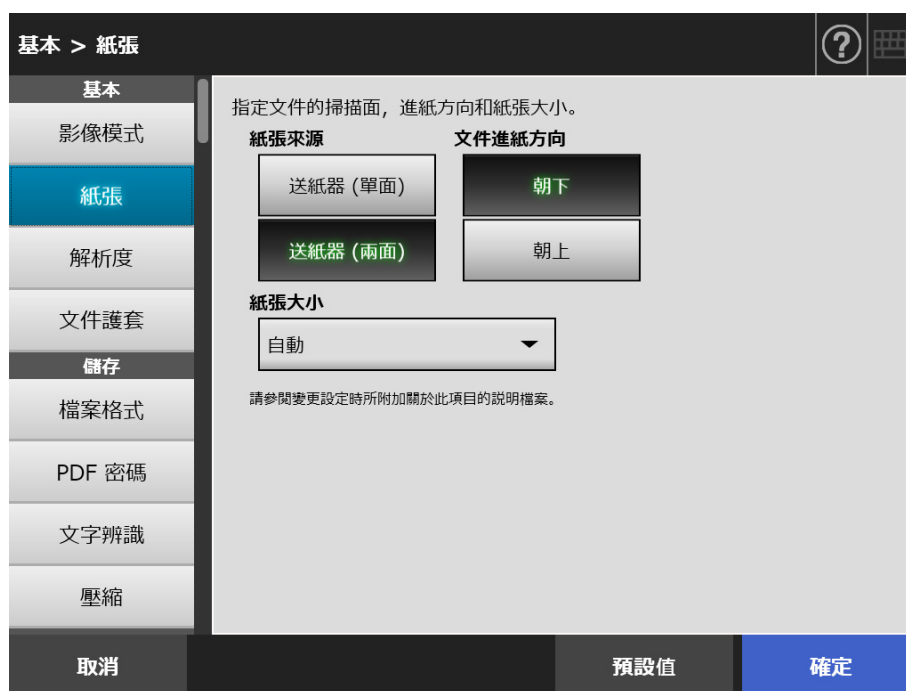 基本 > 紙張
基本
影像模式
紙張
解析度
文件護套
儲存
檔案格式
PDF 密碼
文字辨識
壓縮
指定文件的掃描面，進紙方向和紙張大小。
紙張來源
送紙器 (單面)
送紙器 (兩面)
文件進紙方向
朝下
朝上
紙張大小
自動
請參閱變更設定時所附加關於此項目的説明檔案。
取消
預設值
確定